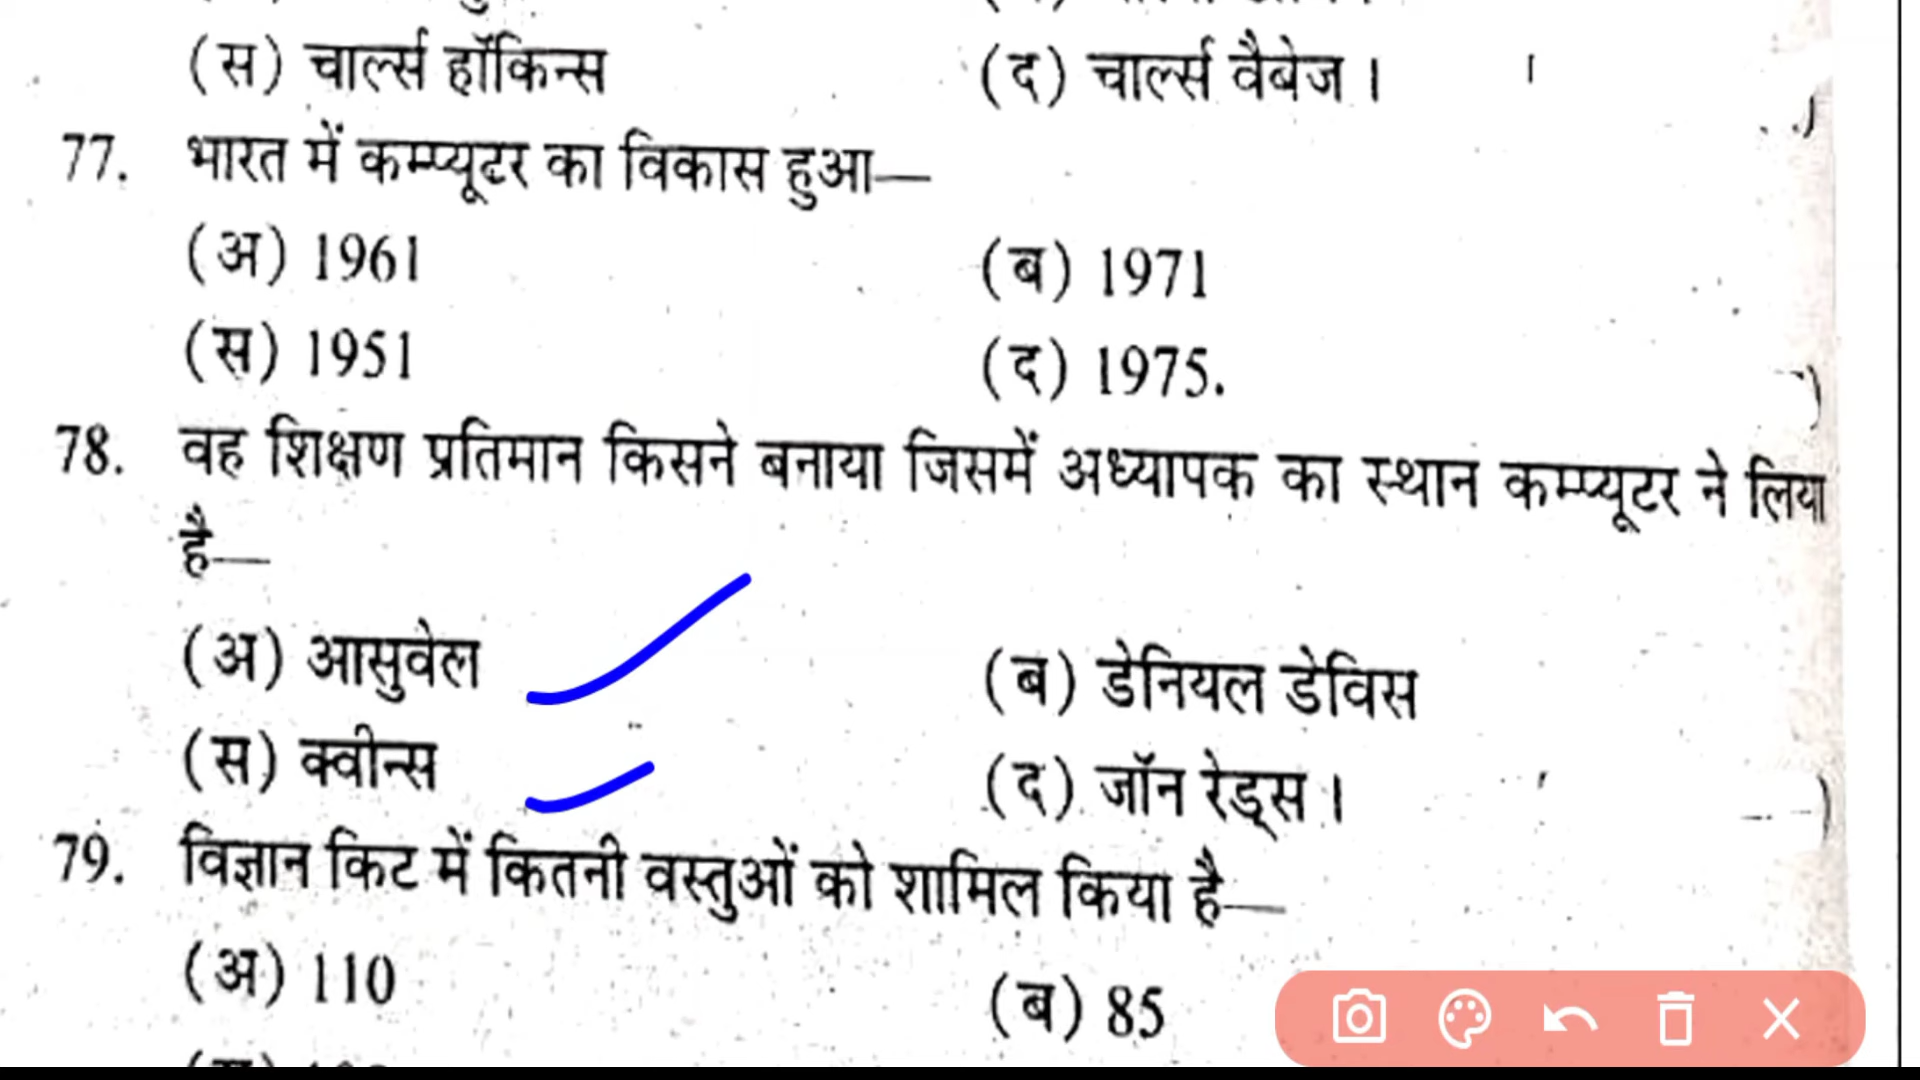 (स) चार्ल्स हॉकिन्स (द) चार्ल्स वैबेज ।
77. भारत में कम्प्यूटर का विकास हुआ—
(अ) 1961 (ब) 1971
(स) 1951 (द) 1975.
78. वह शिक्षण प्रतिमान किसने बनाया जिसमें अध्यापक का स्थान कम्प्यूटर ने लिया
है—
(अ) आसुवेल (ब) डेनियल डेविस
(स) क्वीन्स (द) जॉन रेड्स ।
79. विज्ञान किट में कितनी वस्तुओं को शामिल किया है—
(अ) 110 (ब) 85